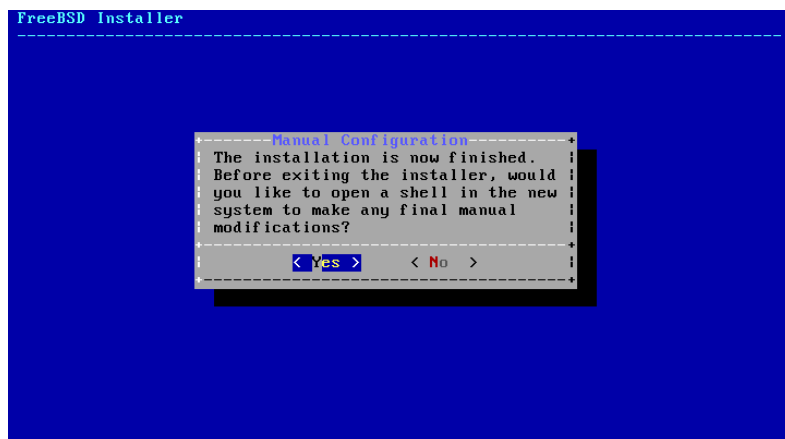 FreeBSD Installer
Manual Configuration
The installation is now finished.
Before exiting the installer, would
you like to open a shell in the new
system to make any final manual
modifications?
< Yes > < No >